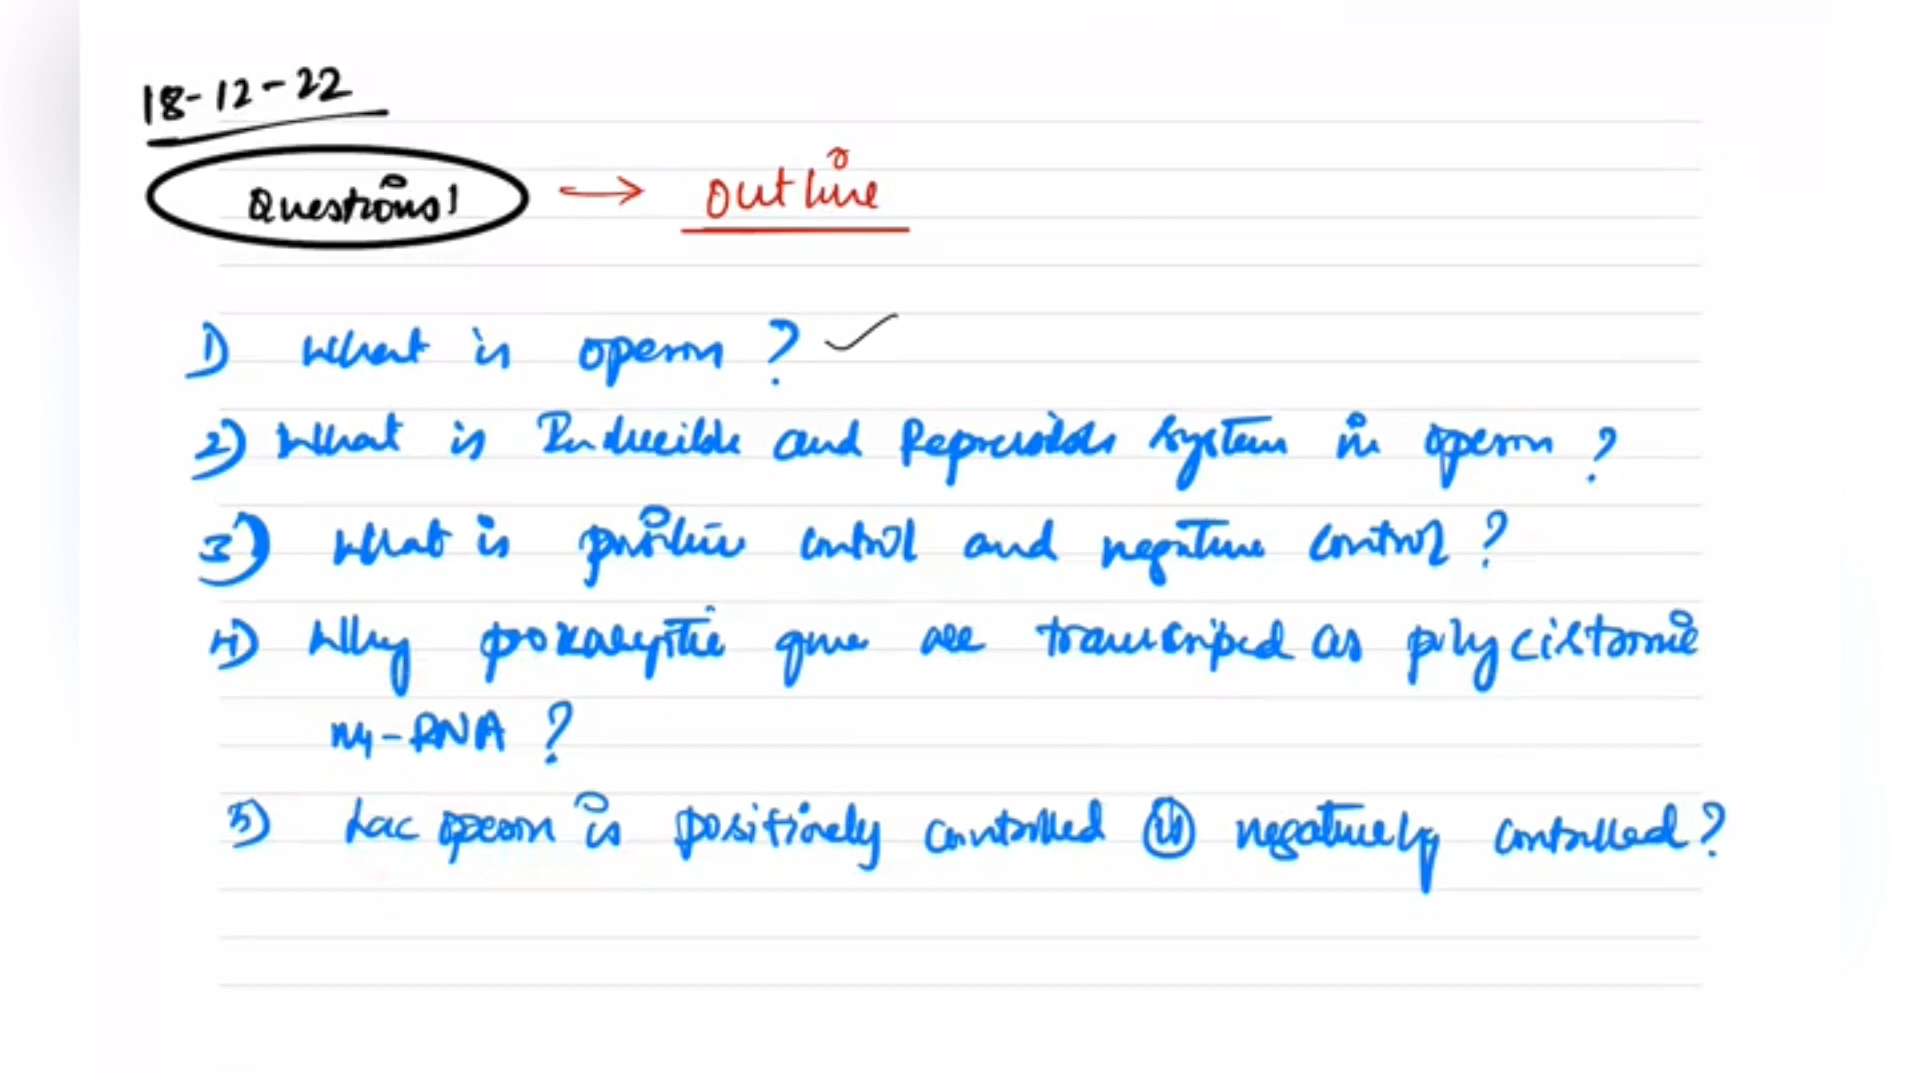 18-12-22
Questions! → outline
1) What is operon ? ✓
2) What is Inducible and Repressible system in operon ?
3) What is positive control and negative control ?
4) Why prokaryotic gene are transcriped as polycistronic
m-RNA ?
5) Lac operon is positively controlled (or) negatively controlled ?